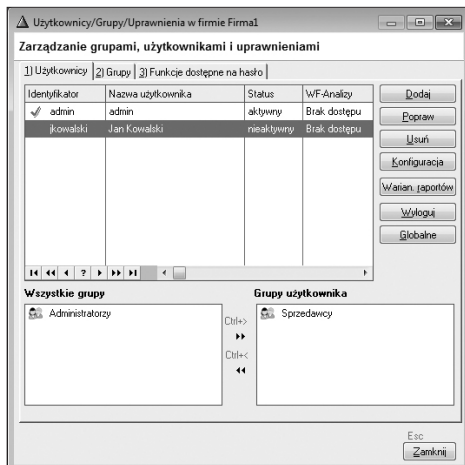 Użytkownicy/Grupy/Uprawnienia w firmie Firma1
Zarządzanie grupami, użytkownikami i uprawnieniami
1) Użytkownicy 2) Grupy 3) Funkcje dostępne na hasło
Identyfikator Nazwa użytkownika Status WF-Analizy
admin admin aktywny Brak dostępu
jkowalski Jan Kowalski nieaktywny Brak dostępu
Dodaj
Popraw
Usuń
Konfiguracja
Warian. raportów
Wyloguj
Globalne
?
Wszystkie grupy
Administratorzy
Ctrl+>
Ctrl+<
Grupy użytkownika
Sprzedawcy
Esc
Zamknij